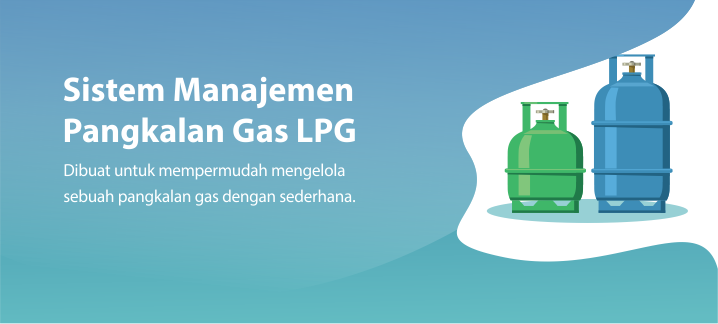 Sistem Manajemen
Pangkalan Gas LPG
Dibuat untuk mempermudah mengelola
sebuah pangkalan gas dengan sederhana.